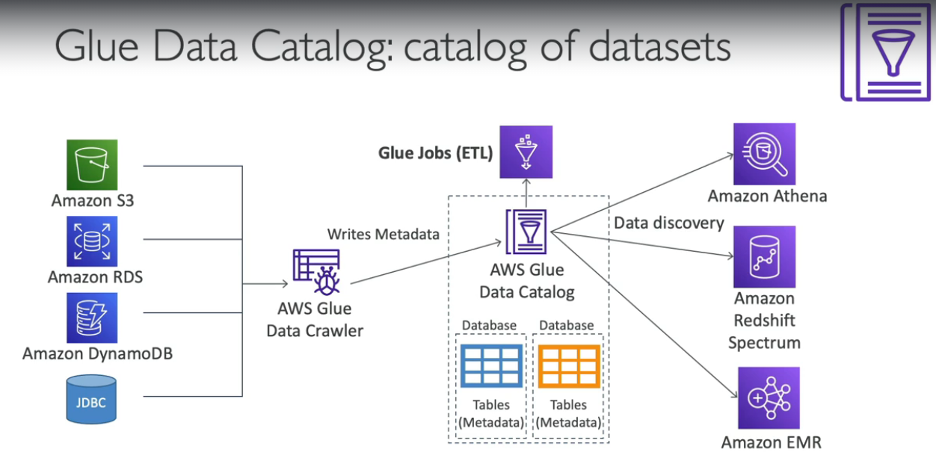 Glue Data Catalog: catalog of datasets
Amazon S3
Amazon RDS
Amazon DynamoDB
JDBC
AWS Glue
Data Crawler
Writes Metadata
Glue Jobs (ETL)
AWS Glue
Data Catalog
Database
Tables
(Metadata)
Database
Tables
(Metadata)
Data discovery
Amazon Athena
Amazon
Redshift
Spectrum
Amazon EMR